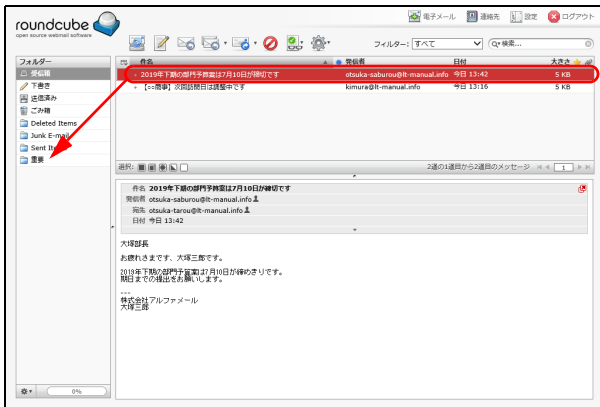 roundcube
open source webmail software
電子メール 連絡先 設定 ログアウト
フィルター: すべて 検索...
フォルダー
受信箱
下書き
送信済み
ごみ箱
Deleted Items
Junk E-mail
Sent Items
重要
件名 発信者 日付 大きさ
2019年下期の部門予算案は7月10日が締切です otsuka-saburou@lt-manual.info 今日 13:42 5 KB
【○○商事】次回訪問日は調整中です kimura@lt-manual.info 今日 13:16 5 KB
選択: 2通の1通目から2通目のメッセージ 1
件名 2019年下期の部門予算案は7月10日が締切です
発信者 otsuka-saburou@lt-manual.info
宛先 otsuka-tarou@lt-manual.info
日付 今日 13:42
大塚部長
お疲れさまです、大塚三郎です。
2019年下期の部門予算案は7月10日が締めきりです。
期日までの提出をお願いします。
---
株式会社アルファメール
大塚三郎
0%